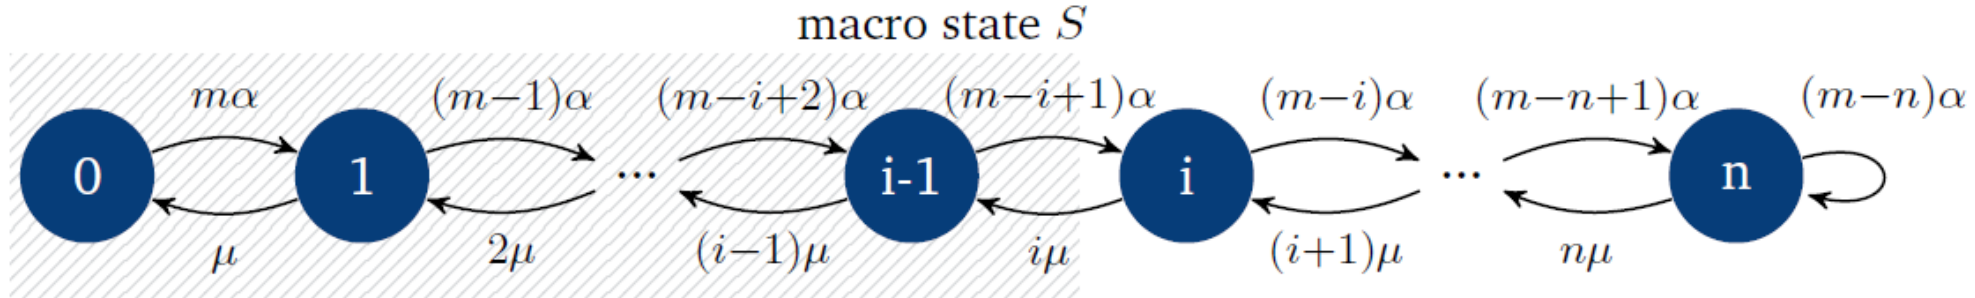 macro state S
mα (m−1)α (m−i+2)α (m−i+1)α (m−i)α (m−n+1)α (m−n)α
0 1 ... i-1 i ... n
μ 2μ (i−1)μ iμ (i+1)μ nμ